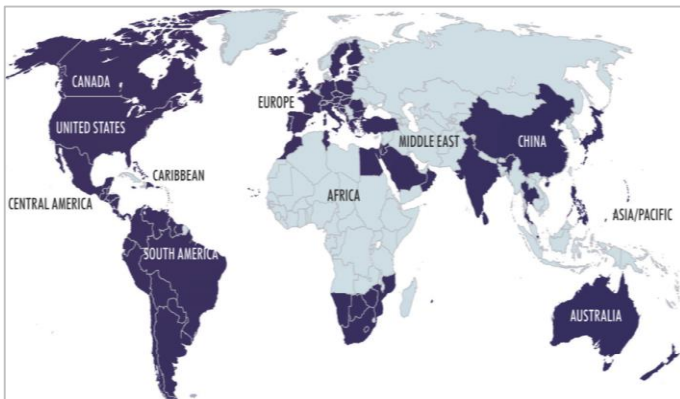 CANADA
UNITED STATES
CENTRAL AMERICA
CARIBBEAN
SOUTH AMERICA
EUROPE
AFRICA
MIDDLE EAST
CHINA
ASIA/PACIFIC
AUSTRALIA